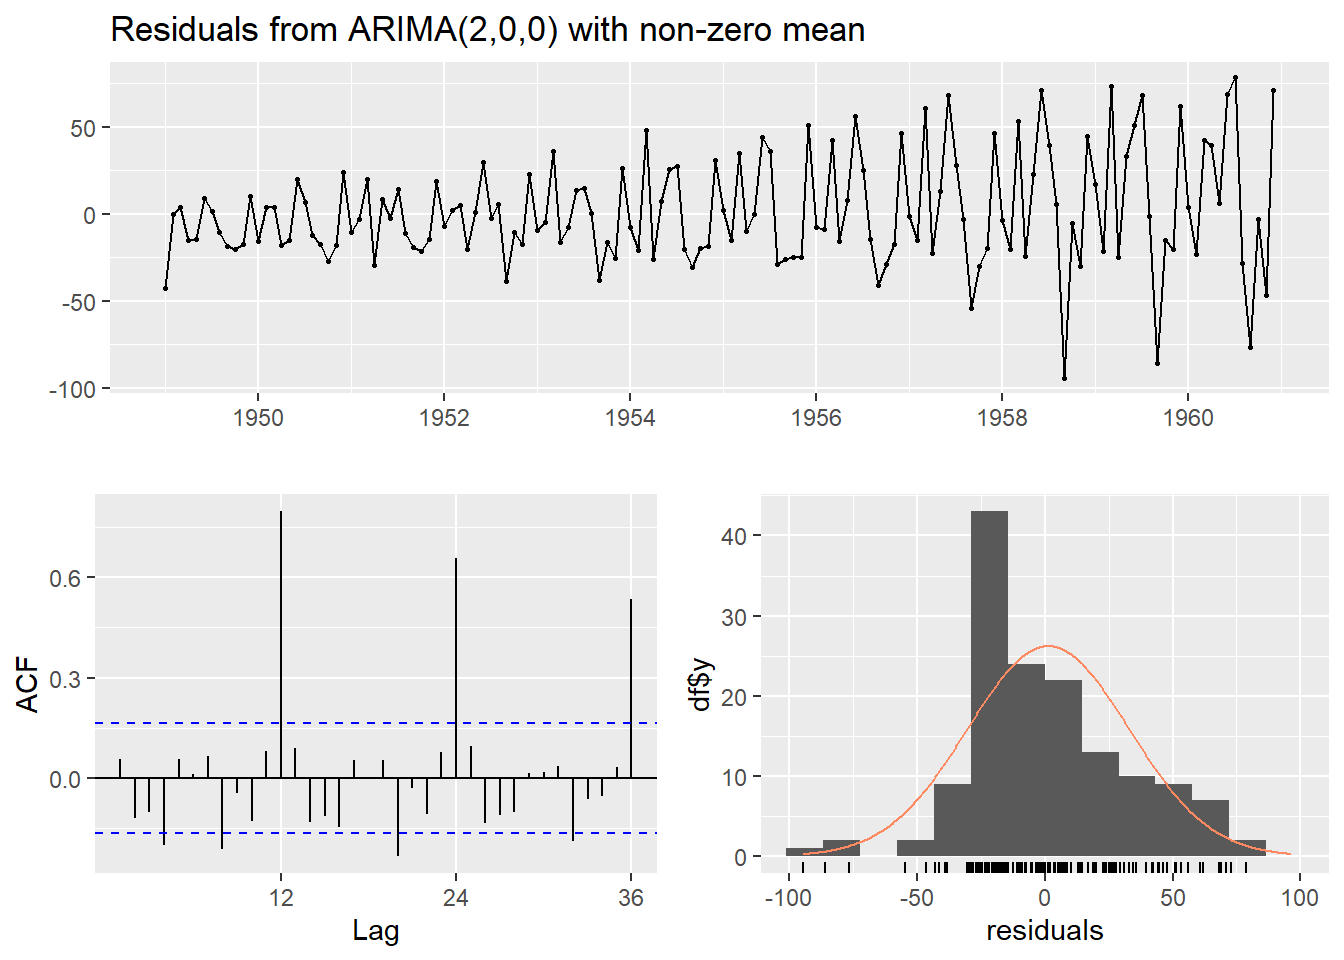 Residuals from ARIMA(2,0,0) with non-zero mean
50
0
-50
-100
1950 1952 1954 1956 1958 1960
ACF
0.6
0.3
0.0
12 24 36
Lag
df$y
40
30
20
10
0
-100 -50 0 50 100
residuals